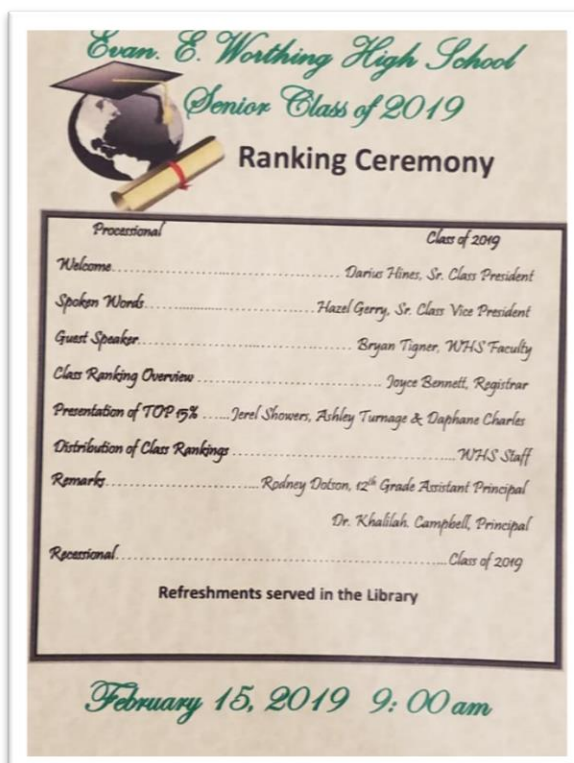 Evan. E. Worthing High School
Senior Class of 2019
Ranking Ceremony
Processional Class of 2019
Welcome........................................ Darius Hines, Sr. Class President
Spoken Words.............................. Hazel Gerry, Sr. Class Vice President
Guest Speaker...................................... Bryan Tigner, WHS Faculty
Class Ranking Overview ................................. Joyce Bennett, Registrar
Presentation of TOP 15% ......Jerel Showers, Ashley Turnage & Daphane Charles
Distribution of Class Rankings .......................................WHS Staff
Remarks..........................Rodney Dotson, 12th Grade Assistant Principal
Dr. Khalilah. Campbell, Principal
Recessional.........................................................Class of 2019
Refreshments served in the Library
February 15, 2019 9: 00 am